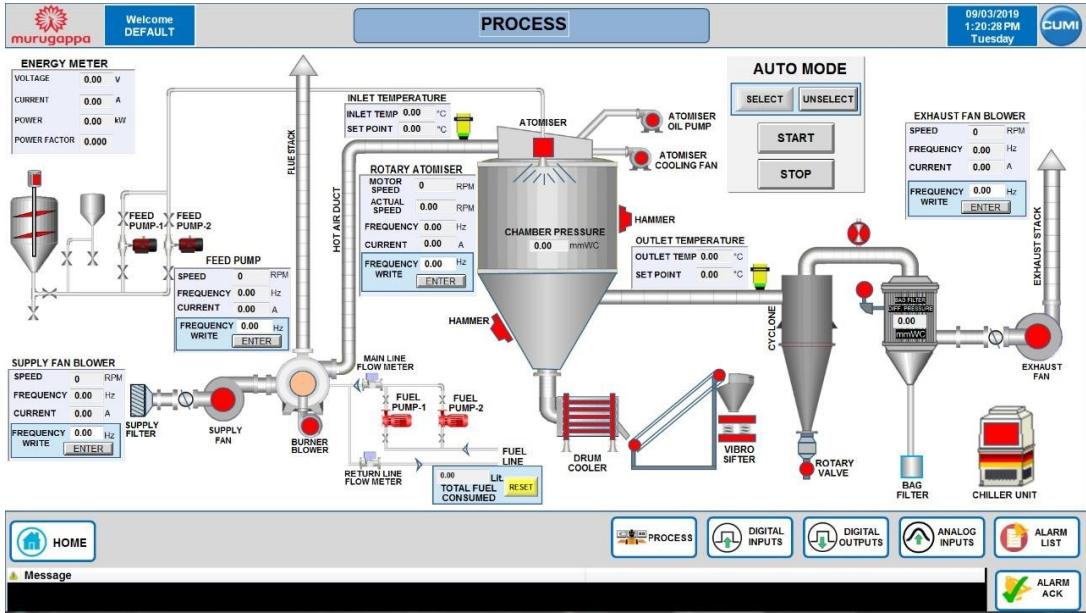 murugappa
Welcome
DEFAULT
PROCESS
09/03/2019
1:20:28 PM
Tuesday
CUMI
ENERGY METER
VOLTAGE 0.00 V
CURRENT 0.00 A
POWER 0.00 kW
POWER FACTOR 0.000
FLUE STACK
HOT AIR DUCT
INLET TEMPERATURE
INLET TEMP 0.00 °C
SET POINT 0.00 °C
ATOMISER
ATOMISER
OIL PUMP
ATOMISER
COOLING FAN
AUTO MODE
SELECT UNSELECT
START
STOP
EXHAUST FAN BLOWER
SPEED 0 RPM
FREQUENCY 0.00 Hz
CURRENT 0.00 A
FREQUENCY 0.00 Hz
WRITE ENTER
ROTARY ATOMISER
MOTOR
SPEED 0 RPM
ACTUAL
SPEED 0.00 RPM
FREQUENCY 0.00 Hz
CURRENT 0.00 A
FREQUENCY 0.00 Hz
WRITE ENTER
CHAMBER PRESSURE
0.00 mmWC
HAMMER
HAMMER
OUTLET TEMPERATURE
OUTLET TEMP 0.00 °C
SET POINT 0.00 °C
FEED
PUMP-1
FEED
PUMP-2
FEED PUMP
SPEED 0 RPM
FREQUENCY 0.00 Hz
CURRENT 0.00 A
FREQUENCY 0.00 Hz
WRITE ENTER
CYCLONE
BAG FILTER
DIFF. PRESSURE
0.00
mmWC
EXHAUST STACK
EXHAUST
FAN
SUPPLY FAN BLOWER
SPEED 0 RPM
FREQUENCY 0.00 Hz
CURRENT 0.00 A
FREQUENCY 0.00 Hz
WRITE ENTER
SUPPLY
FILTER
SUPPLY
FAN
BURNER
BLOWER
MAIN LINE
FLOW METER
FUEL
PUMP-1
FUEL
PUMP-2
FUEL
LINE
RETURN LINE
FLOW METER
0.00 Lit.
TOTAL FUEL
CONSUMED
RESET
DRUM
COOLER
VIBRO
SIFTER
ROTARY
VALVE
BAG
FILTER
CHILLER UNIT
HOME
PROCESS
DIGITAL
INPUTS
DIGITAL
OUTPUTS
ANALOG
INPUTS
ALARM
LIST
Message
ALARM
ACK